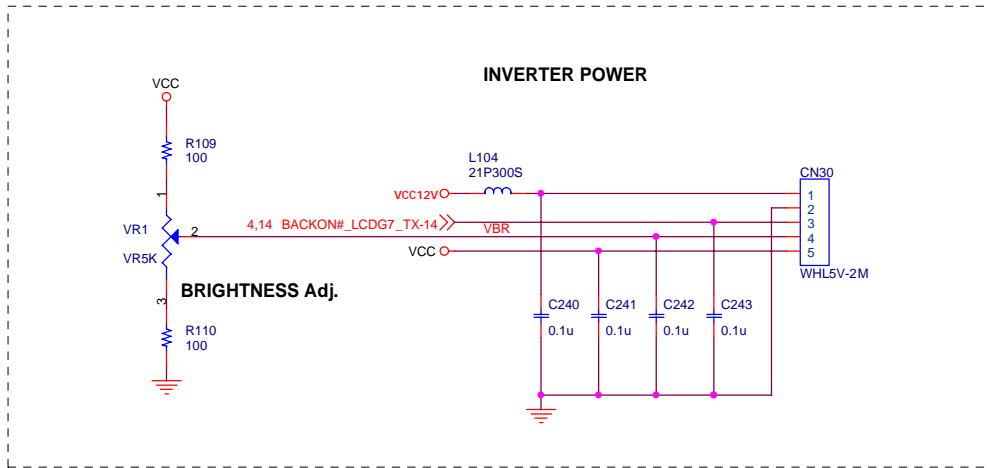 INVERTER POWER
VCC
R109
100
L104
21P300S
CN30
VCC12V
1
1
2
4,14 BACKON#_LCDG7_TX-14
3
VR1
2
VBR
4
VR5K
VCC
5
WHL5V-2M
BRIGHTNESS Adj.
3
C240
C241
C242
C243
0.1u
0.1u
0.1u
0.1u
R110
100